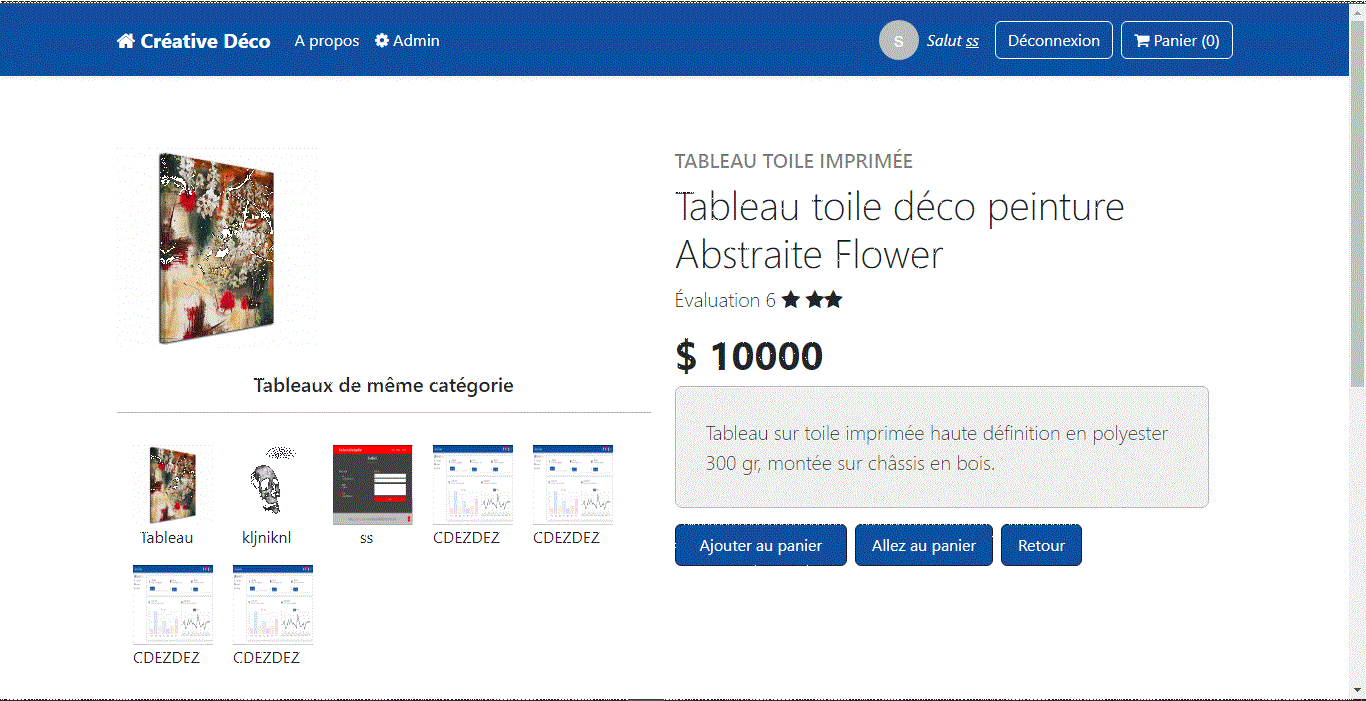 Créative Déco A propos Admin S Salut ss Déconnexion Panier (0)
TABLEAU TOILE IMPRIMÉE
Tableau toile déco peinture
Abstraite Flower
Évaluation 6
$ 10000
Tableau sur toile imprimée haute définition en polyester
300 gr, montée sur châssis en bois.
Ajouter au panier Allez au panier Retour
Tableaux de même catégorie
Tableau kljniknl ss CDEZDEZ CDEZDEZ
CDEZDEZ CDEZDEZ